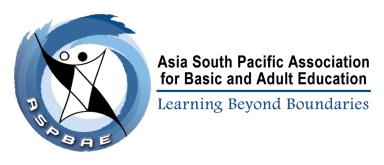 Asia South Pacific Association
for Basic and Adult Education
Learning Beyond Boundaries
ASPBAE